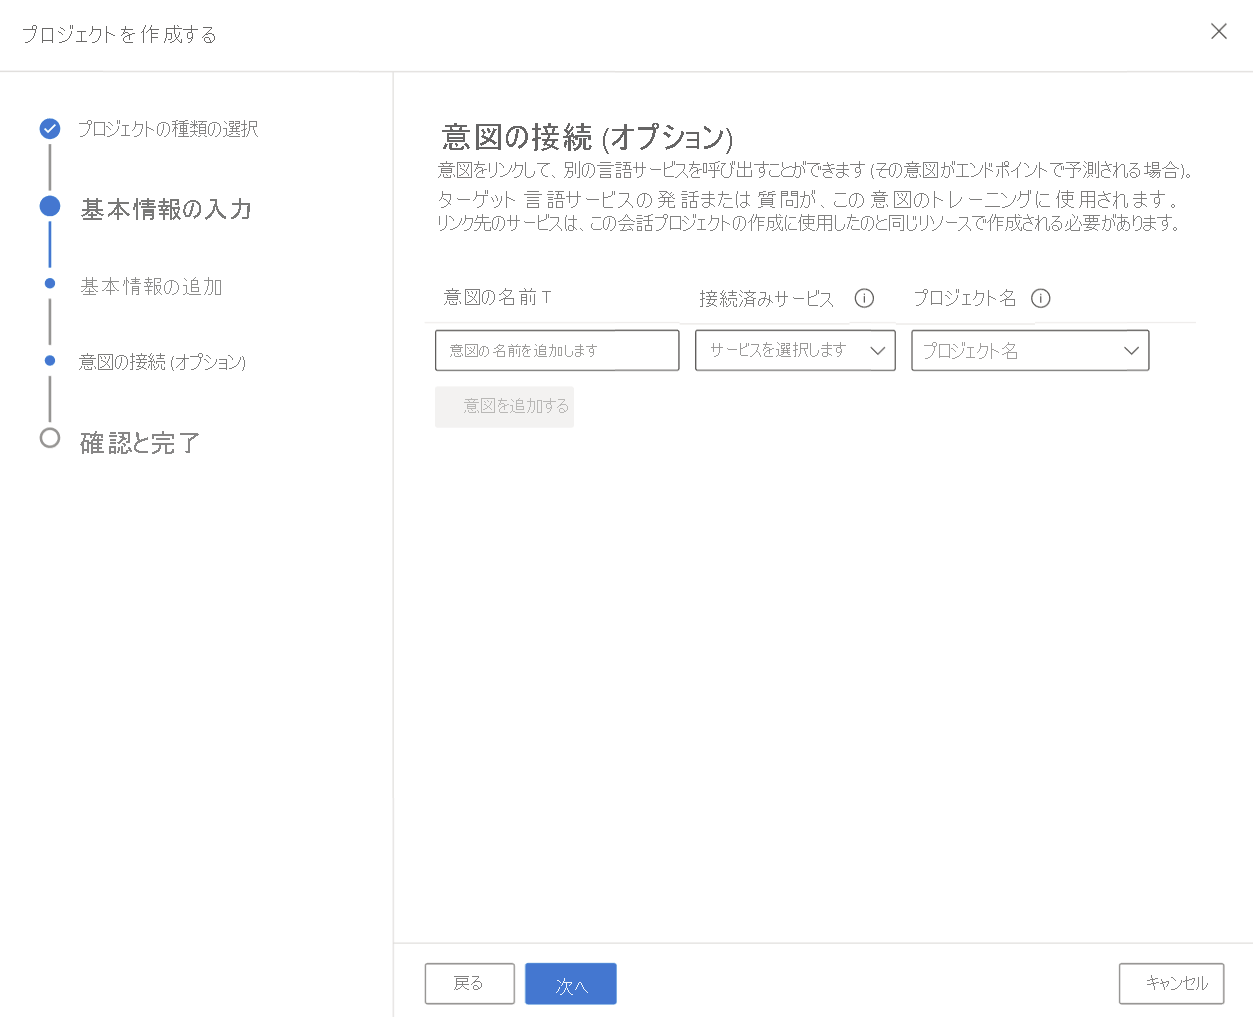 プロジェクトを作成する
プロジェクトの種類の選択
基本情報の入力
基本情報の追加
意図の接続 (オプション)
確認と完了
意図の接続 (オプション)
意図をリンクして、別の言語サービスを呼び出すことができます (その意図がエンドポイントで予測される場合)。
ターゲット 言語サービスの発話または質問が、この意図のトレーニングに使用されます。
リンク先のサービスは、この会話プロジェクトの作成に使用したのと同じリソースで作成される必要があります。
意図の名前 T 接続済みサービス プロジェクト名
意図の名前を追加します サービスを選択します プロジェクト名
意図を追加する
戻る 次へ キャンセル